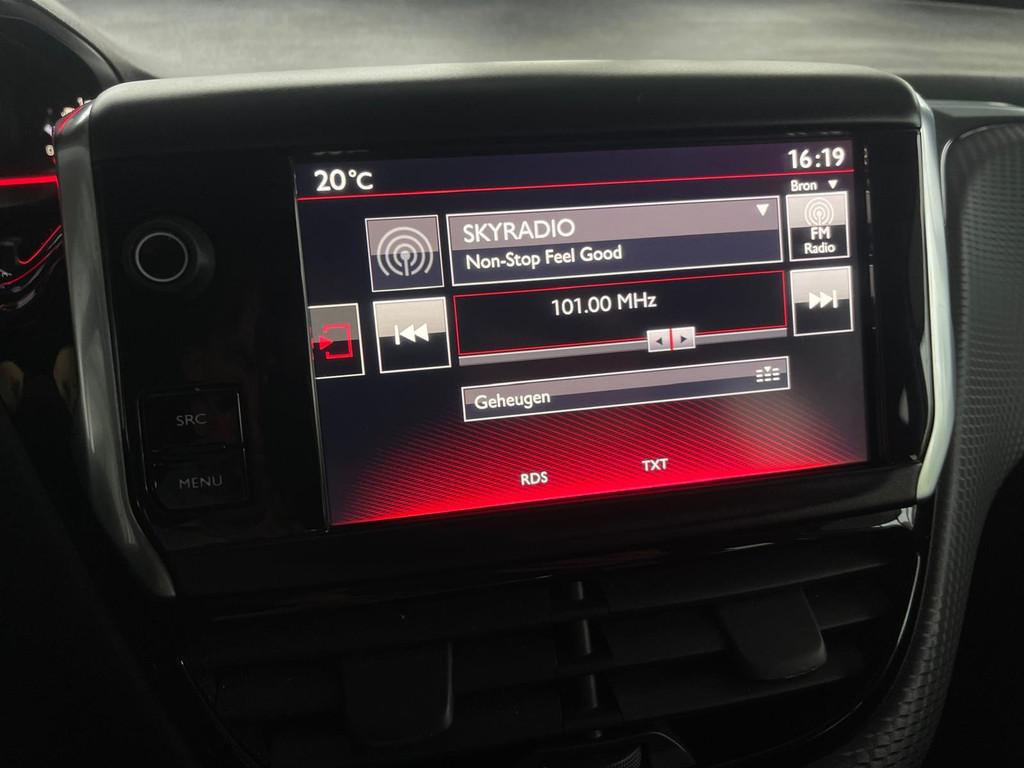 20°C
16:19
Bron
SKYRADIO
Non-Stop Feel Good
FM
Radio
101.00 MHz
Geheugen
RDS
TXT
SRC
MENU